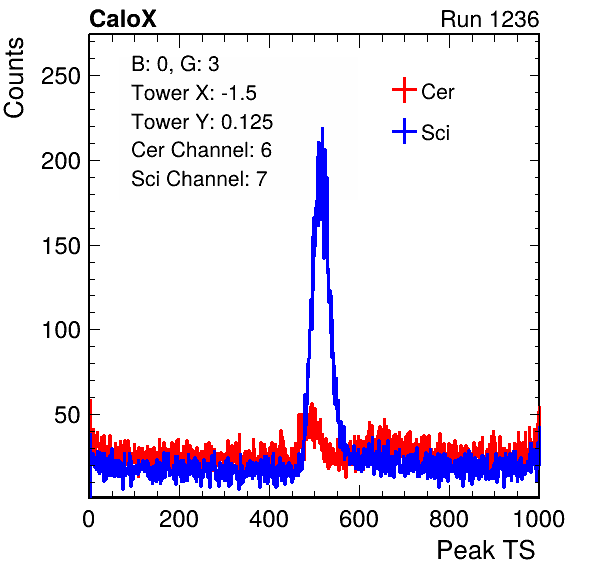 CaloX Run 1236
Counts
B: 0, G: 3
Tower X: -1.5
Tower Y: 0.125
Cer Channel: 6
Sci Channel: 7
Cer
Sci
250
200
150
100
50
0 200 400 600 800 1000
Peak TS